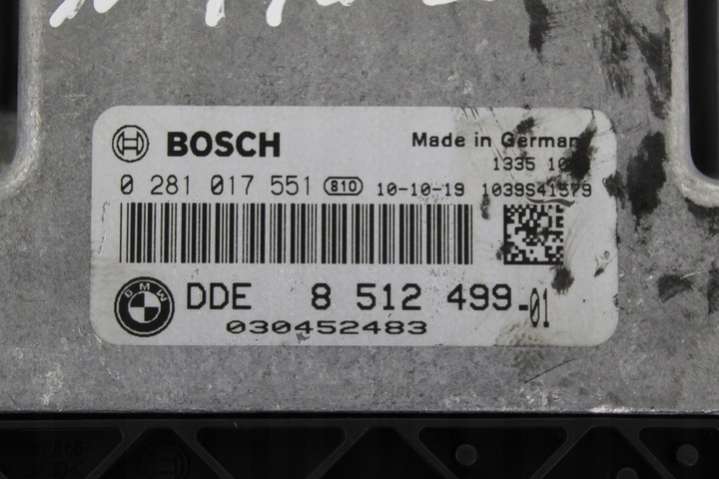 BOSCH Made in German
1335 10
0 281 017 551 810 10-10-19 1039S41579
BMW DDE 8 512 499-01
030452483